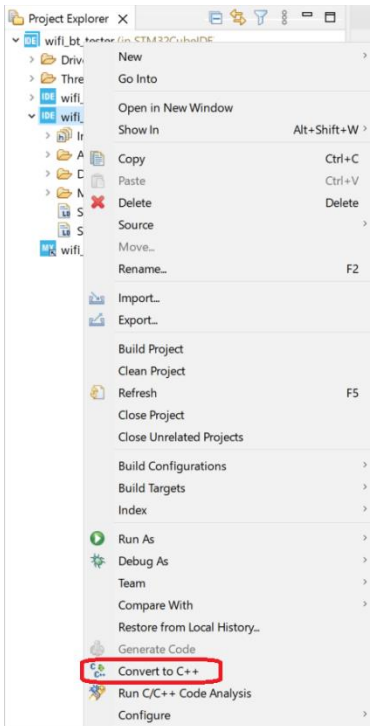 Project Explorer
wifi_bt_tester (in STM32CubeIDE
Driv
Thre
wifi_
wifi_
In
A
D
M
S
S
wifi_
New
Go Into
Open in New Window
Show In Alt+Shift+W
Copy Ctrl+C
Paste
Delete Delete
Source
Move...
Rename... F2
Import...
Export...
Build Project
Clean Project
Refresh F5
Close Project
Close Unrelated Projects
Build Configurations
Build Targets
Index
Run As
Debug As
Team
Compare With
Restore from Local History...
Generate Code
Convert to C++
Run C/C++ Code Analysis
Configure